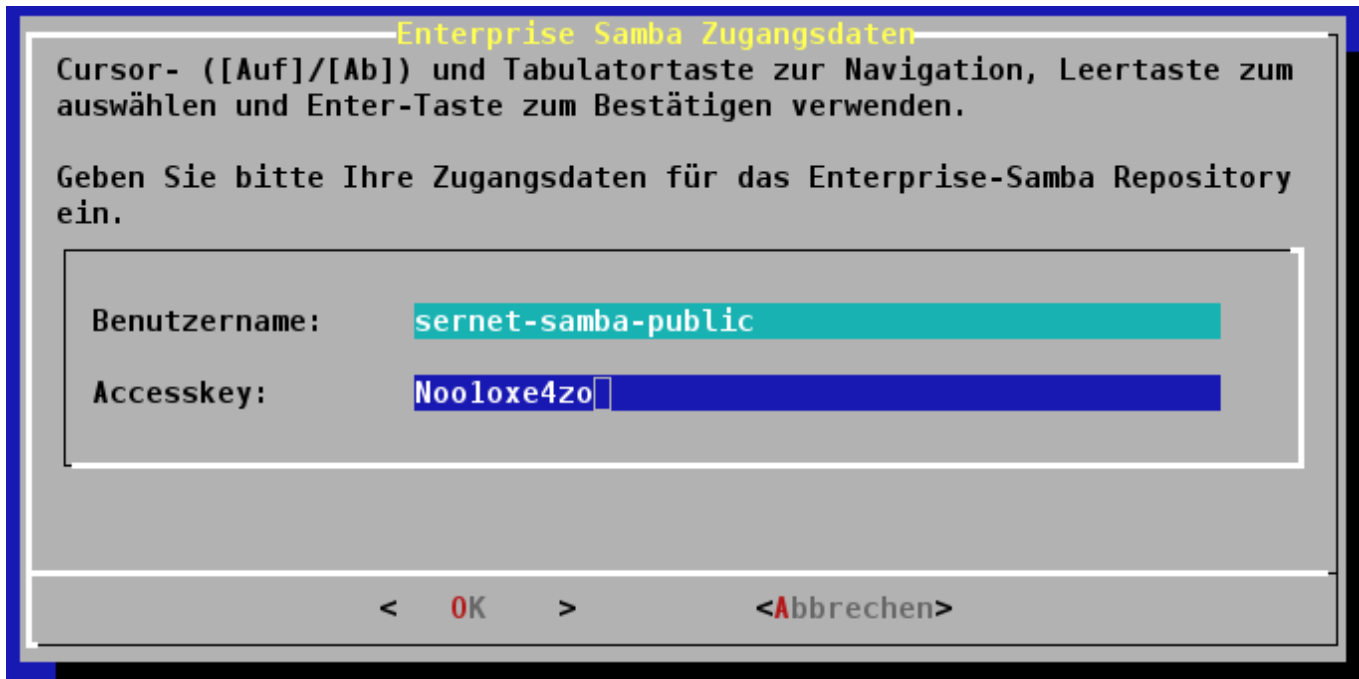 Enterprise Samba Zugangsdaten
Cursor- ([Auf]/[Ab]) und Tabulatortaste zur Navigation, Leertaste zum
auswählen und Enter-Taste zum Bestätigen verwenden.
Geben Sie bitte Ihre Zugangsdaten für das Enterprise-Samba Repository
ein.
Benutzername: sernet-samba-public
Accesskey: Nooloxe4zo
< OK > <Abbrechen>